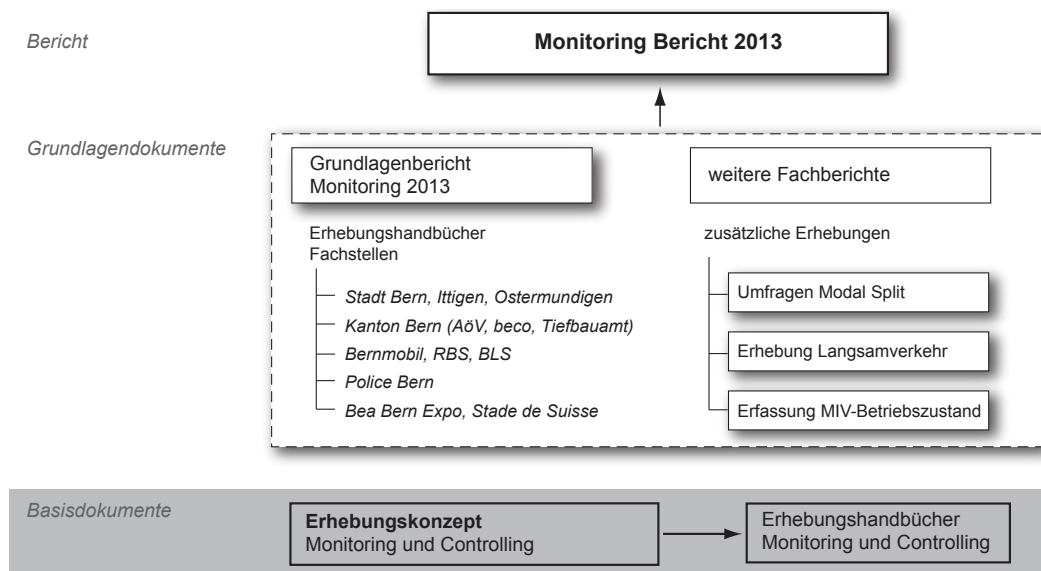 Bericht
Monitoring Bericht 2013
Grundlagendokumente
Grundlagenbericht
Monitoring 2013
Erhebungshandbücher
Fachstellen
Stadt Bern, Ittigen, Ostermundigen
Kanton Bern (AöV, beco, Tiefbauamt)
Bernmobil, RBS, BLS
Police Bern
Bea Bern Expo, Stade de Suisse
weitere Fachberichte
zusätzliche Erhebungen
Umfragen Modal Split
Erhebung Langsamverkehr
Erfassung MIV-Betriebszustand
Basisdokumente
Erhebungskonzept
Monitoring und Controlling
Erhebungshandbücher
Monitoring und Controlling